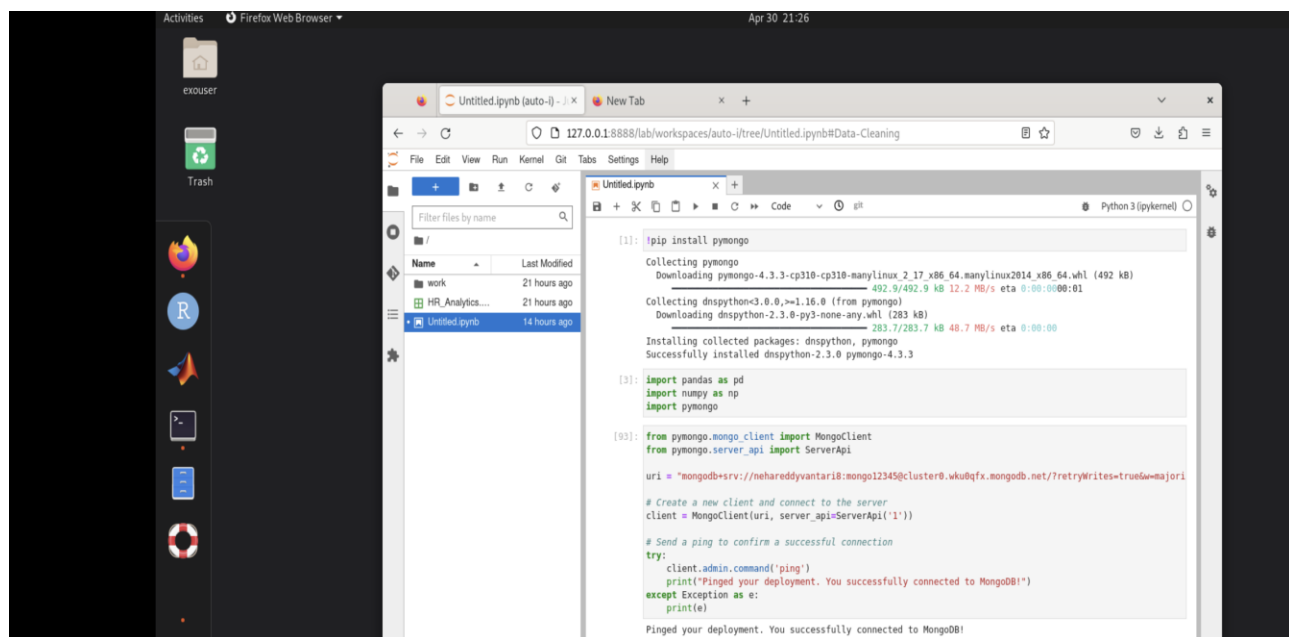 Activities Firefox Web Browser Apr 30 21:26
exouser
Trash
Untitled.ipynb (auto-i) - J × New Tab × +
127.0.0.1:8888/lab/workspaces/auto-i/tree/Untitled.ipynb#Data-Cleaning
File Edit View Run Kernel Git Tabs Settings Help
Untitled.ipynb × +
Code git Python 3 (ipykernel)
Filter files by name
/
Name Last Modified
work 21 hours ago
HR_Analytics.... 21 hours ago
Untitled.ipynb 14 hours ago
[1]: !pip install pymongo
Collecting pymongo
Downloading pymongo-4.3.3-cp310-cp310-manylinux_2_17_x86_64.manylinux2014_x86_64.whl (492 kB)
492.9/492.9 kB 12.2 MB/s eta 0:00:0000:01
Collecting dnspython<3.0.0,>=1.16.0 (from pymongo)
Downloading dnspython-2.3.0-py3-none-any.whl (283 kB)
283.7/283.7 kB 48.7 MB/s eta 0:00:00
Installing collected packages: dnspython, pymongo
Successfully installed dnspython-2.3.0 pymongo-4.3.3
[3]: import pandas as pd
import numpy as np
import pymongo
[93]: from pymongo.mongo_client import MongoClient
from pymongo.server_api import ServerApi
uri = "mongodb+srv://nehareddyvantari8:mongo12345@cluster0.wku0qfx.mongodb.net/?retryWrites=true&w=majori
# Create a new client and connect to the server
client = MongoClient(uri, server_api=ServerApi('1'))
# Send a ping to confirm a successful connection
try:
client.admin.command('ping')
print("Pinged your deployment. You successfully connected to MongoDB!")
except Exception as e:
print(e)
Pinged your deployment. You successfully connected to MongoDB!